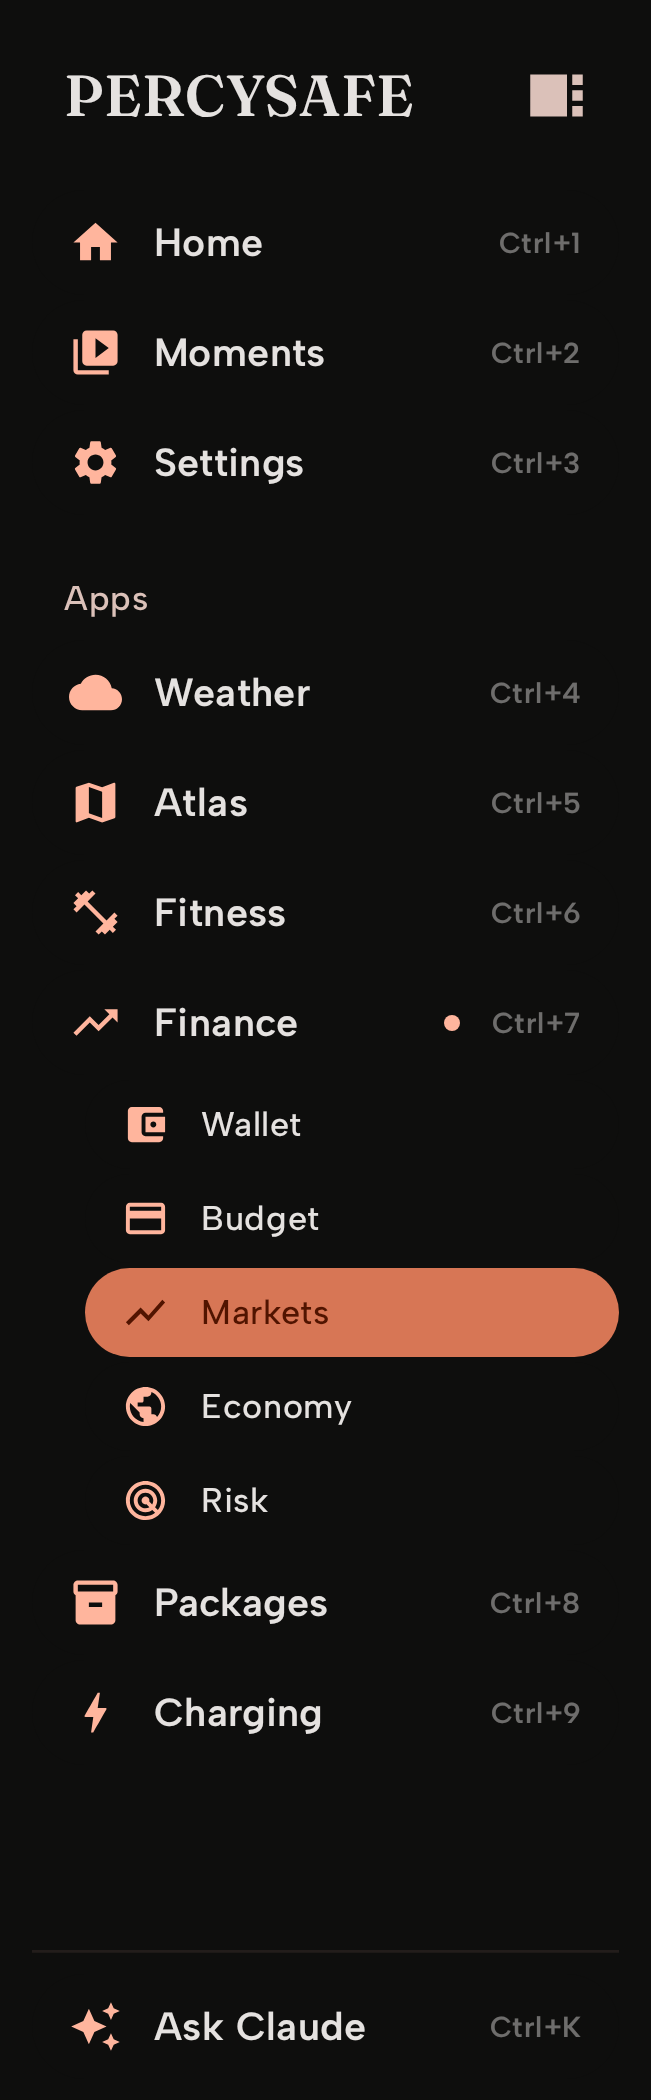 PERCYSAFE
Home Ctrl+1
Moments Ctrl+2
Settings Ctrl+3
Apps
Weather Ctrl+4
Atlas Ctrl+5
Fitness Ctrl+6
Finance Ctrl+7
Wallet
Budget
Markets
Economy
Risk
Packages Ctrl+8
Charging Ctrl+9
Ask Claude Ctrl+K